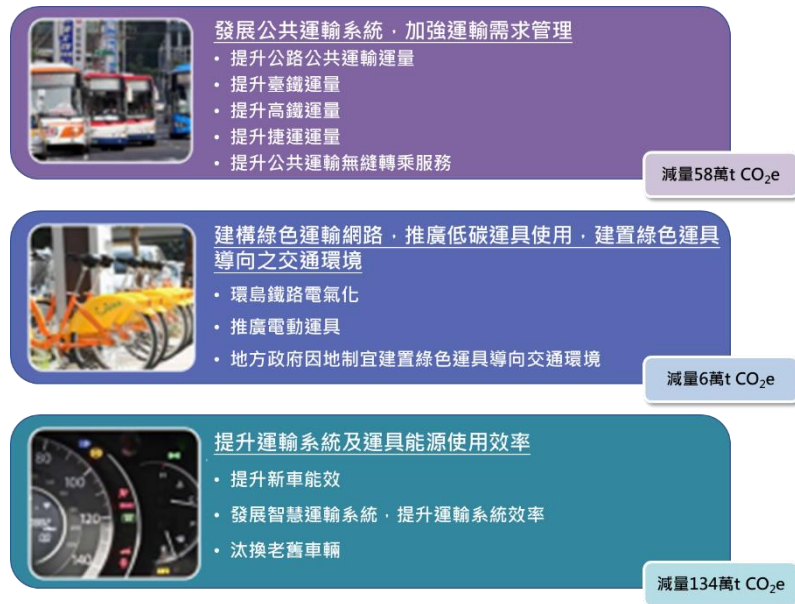 發展公共運輸系統，加強運輸需求管理
• 提升公路公共運輸運量
• 提升臺鐵運量
• 提升高鐵運量
• 提升捷運運量
• 提升公共運輸無縫轉乘服務
減量58萬t CO₂e
建構綠色運輸網路，推廣低碳運具使用，建置綠色運具
導向之交通環境
• 環島鐵路電氣化
• 推廣電動運具
• 地方政府因地制宜建置綠色運具導向交通環境
減量6萬t CO₂e
提升運輸系統及運具能源使用效率
• 提升新車能效
• 發展智慧運輸系統，提升運輸系統效率
• 汰換老舊車輛
減量134萬t CO₂e
80
100
120
140